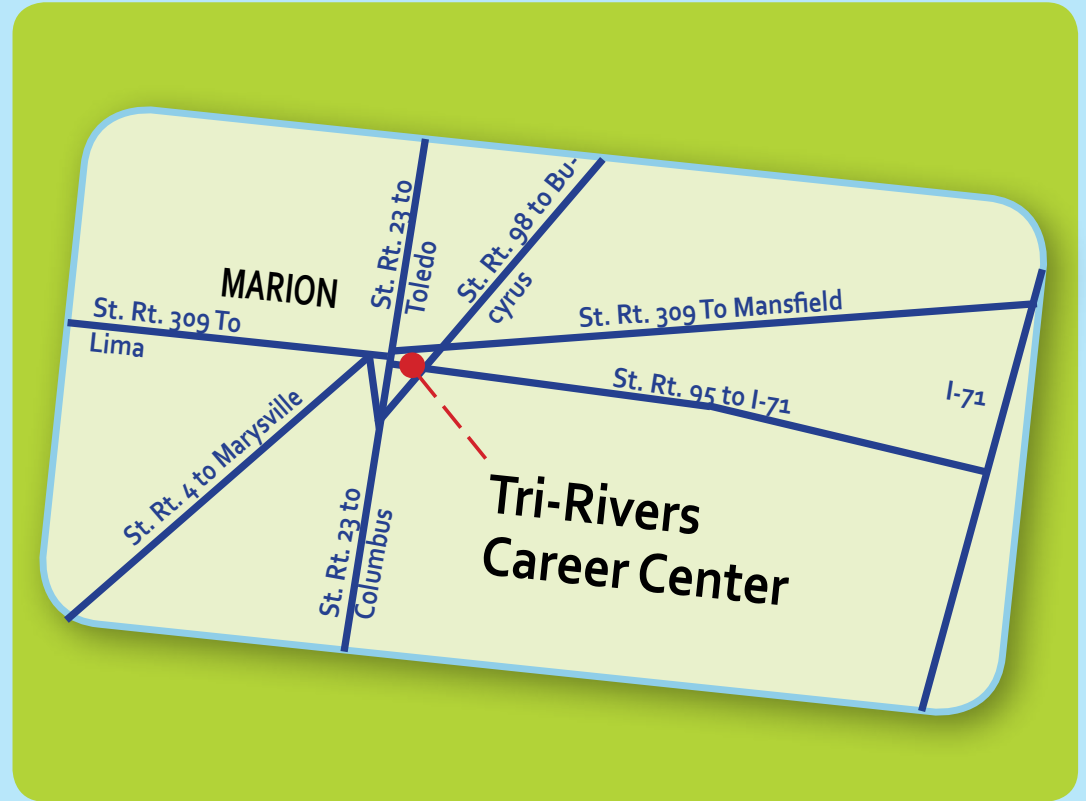 St. Rt. 23 to
Toledo
St. Rt. 98 to Bu-
cyrus
MARION
St. Rt. 309 To
Lima
St. Rt. 309 To Mansfield
St. Rt. 95 to I-71
I-71
St. Rt. 4 to Marysville
St. Rt. 23 to
Columbus
Tri-Rivers
Career Center